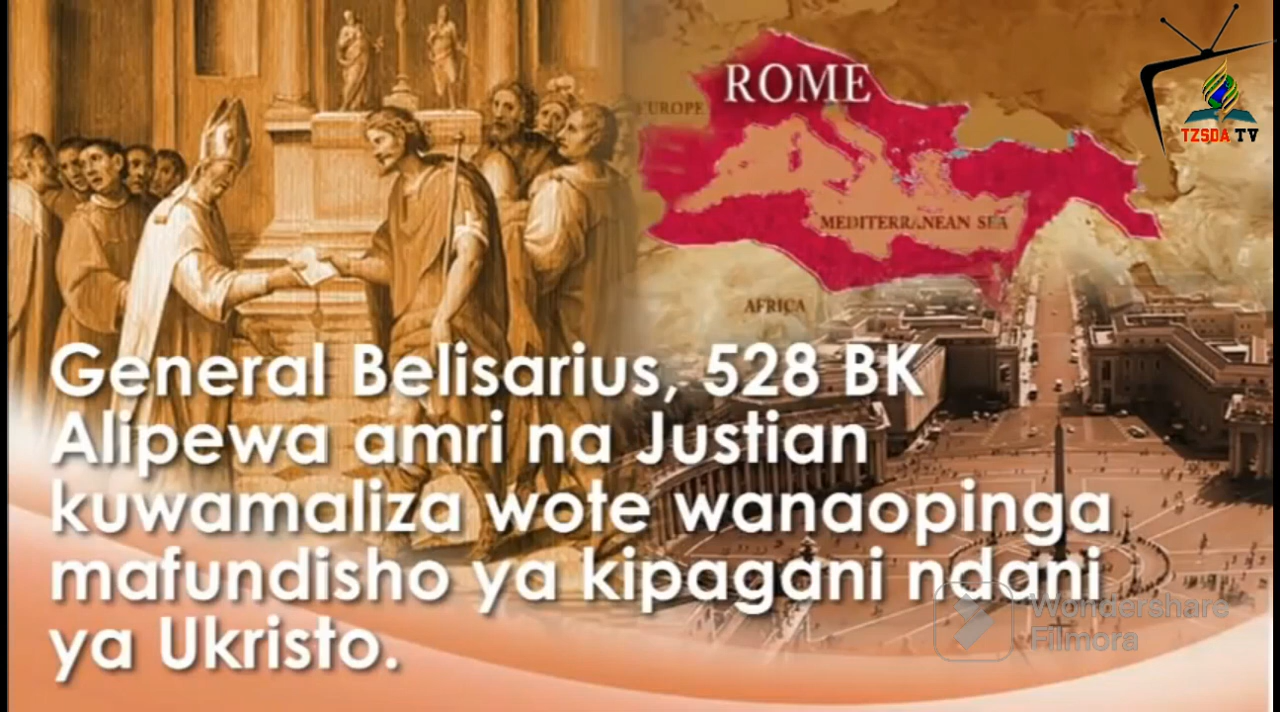 ROME
EUROPE
MEDITERRANEAN SEA
AFRICA
TZSDA TV
General Belisarius, 528 BK
Alipewa amri na Justian
kuwamaliza wote wanaopinga
mafundisho ya kipagani ndani
ya Ukristo.
Wondershare
Filmora